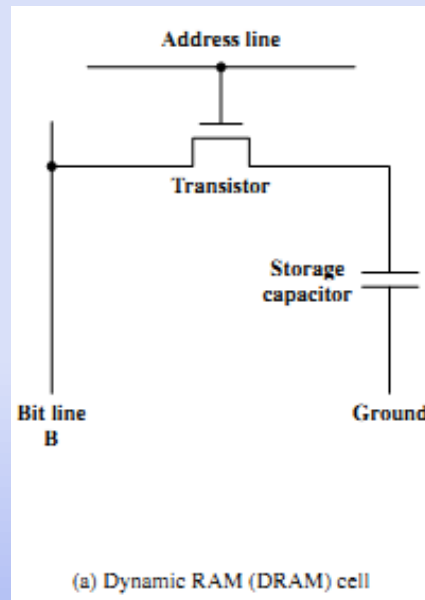 Address line
Transistor
Storage
capacitor
Bit line
B
Ground
(a) Dynamic RAM (DRAM) cell